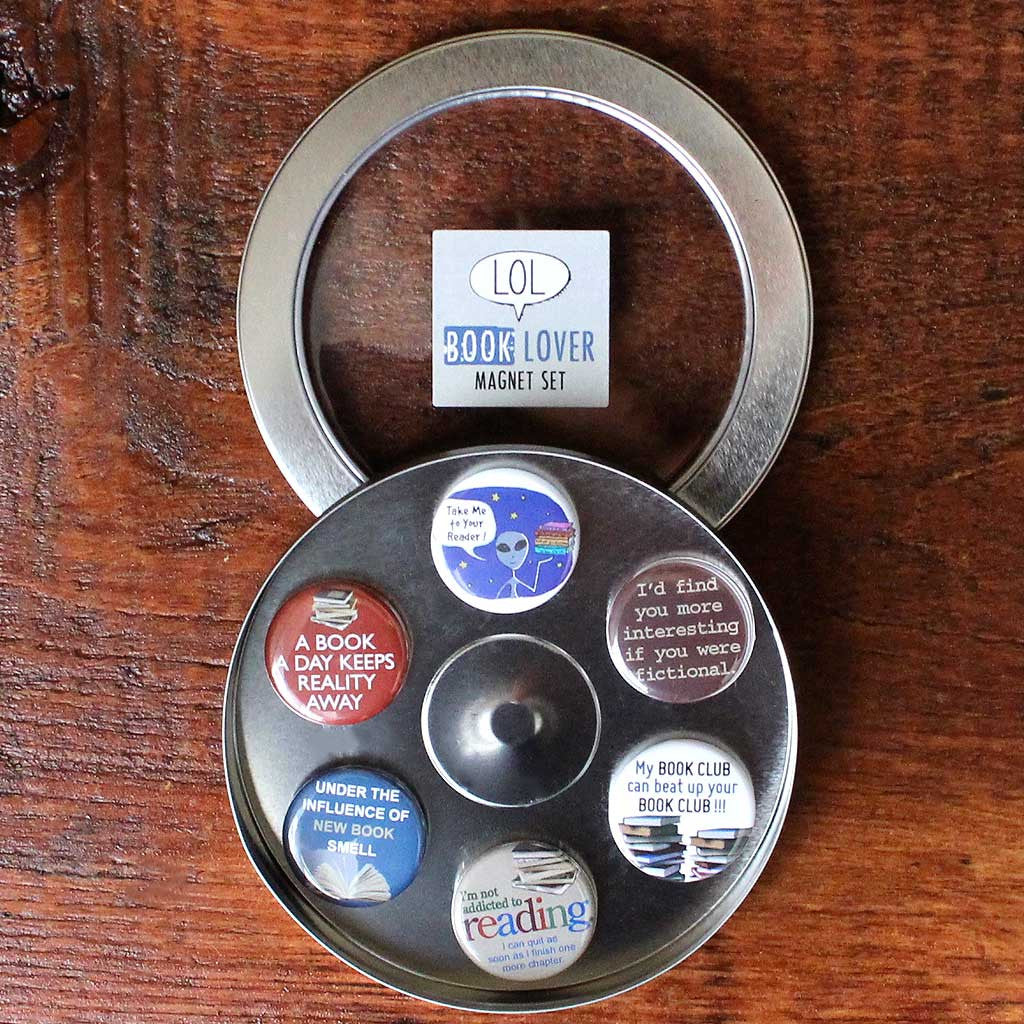 LOL
BOOK LOVER
MAGNET SET
Take Me
to Your
Reader!
I'd find
you more
interesting
if you were
fictional.
A BOOK
A DAY KEEPS
REALITY
AWAY
My BOOK CLUB
can beat up your
BOOK CLUB !!!
UNDER THE
INFLUENCE OF
NEW BOOK
SMELL
I'm not
addicted to
reading,
I can quit as
soon as I finish one
more chapter.